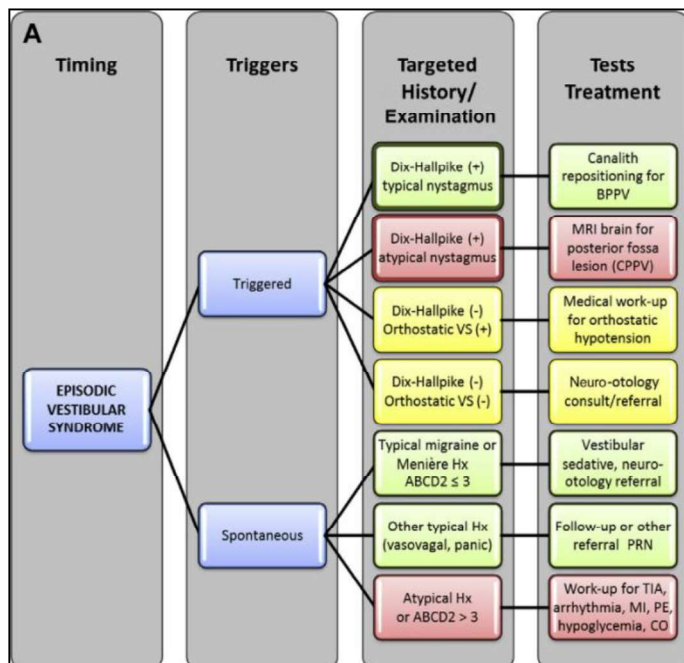 A
Timing
Triggers
Targeted
History/
Examination
Tests
Treatment
EPISODIC
VESTIBULAR
SYNDROME
Triggered
Spontaneous
Dix-Hallpike (+)
typical nystagmus
Canalith
repositioning for
BPPV
Dix-Hallpike (+)
atypical nystagmus
MRI brain for
posterior fossa
lesion (CPPV)
Dix-Hallpike (-)
Orthostatic VS (+)
Medical work-up
for orthostatic
hypotension
Dix-Hallpike (-)
Orthostatic VS (-)
Neuro-otology
consult/referral
Typical migraine or
Menière Hx
ABCD2 ≤ 3
Vestibular
sedative, neuro-
otology referral
Other typical Hx
(vasovagal, panic)
Follow-up or other
referral PRN
Atypical Hx
or ABCD2 > 3
Work-up for TIA,
arrhythmia, MI, PE,
hypoglycemia, CO